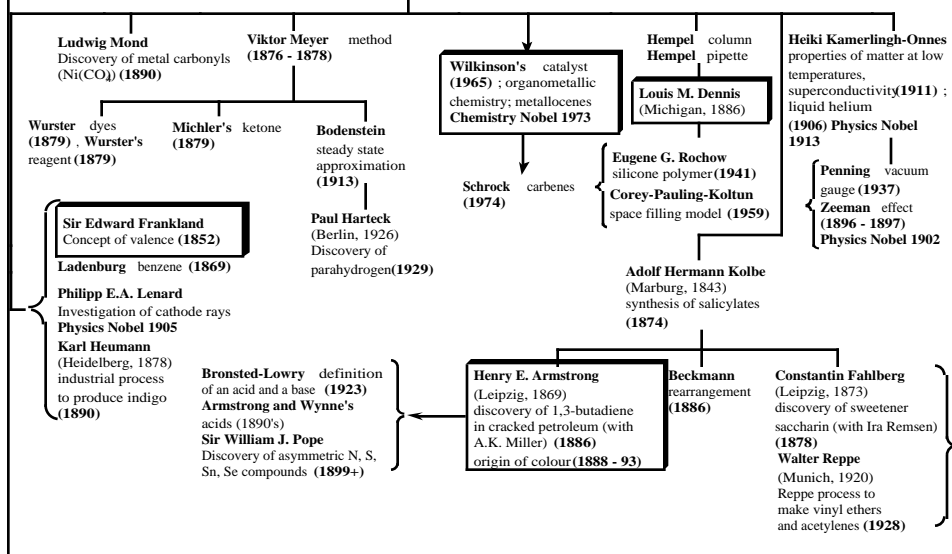 Ludwig Mond
Discovery of metal carbonyls
(Ni(CO4) (1890)
Viktor Meyer method
(1876 - 1878)
Wurster dyes
(1879) , Wurster's
reagent (1879)
Michler's ketone
(1879)
Bodenstein
steady state
approximation
(1913)
Paul Harteck
(Berlin, 1926)
Discovery of
parahydrogen (1929)
Wilkinson's catalyst
(1965) ; organometallic
chemistry; metallocenes
Chemistry Nobel 1973
Schrock carbenes
(1974)
Hempel column
Hempel pipette
Louis M. Dennis
(Michigan, 1886)
Eugene G. Rochow
silicone polymer (1941)
Corey-Pauling-Koltun
space filling model (1959)
Heiki Kamerlingh-Onnes
properties of matter at low
temperatures,
superconductivity(1911) ;
liquid helium
(1906) Physics Nobel
1913
Penning vacuum
gauge (1937)
Zeeman effect
(1896 - 1897)
Physics Nobel 1902
Sir Edward Frankland
Concept of valence (1852)
Ladenburg benzene (1869)
Philipp E.A. Lenard
Investigation of cathode rays
Physics Nobel 1905
Karl Heumann
(Heidelberg, 1878)
industrial process
to produce indigo
(1890)
Adolf Hermann Kolbe
(Marburg, 1843)
synthesis of salicylates
(1874)
Bronsted-Lowry definition
of an acid and a base (1923)
Armstrong and Wynne's
acids (1890's)
Sir William J. Pope
Discovery of asymmetric N, S,
Sn, Se compounds (1899+)
Henry E. Armstrong
(Leipzig, 1869)
discovery of 1,3-butadiene
in cracked petroleum (with
A.K. Miller) (1886)
origin of colour (1888 - 93)
Beckmann
rearrangement
(1886)
Constantin Fahlberg
(Leipzig, 1873)
discovery of sweetener
saccharin (with Ira Remsen)
(1878)
Walter Reppe
(Munich, 1920)
Reppe process to
make vinyl ethers
and acetylenes (1928)